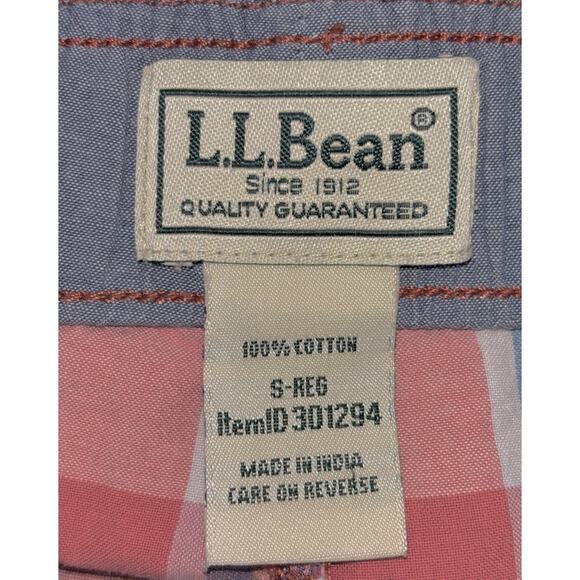 L.L.Bean®
Since 1912
QUALITY GUARANTEED
100% COTTON
S-REG
ItemID 301294
MADE IN INDIA
CARE ON REVERSE